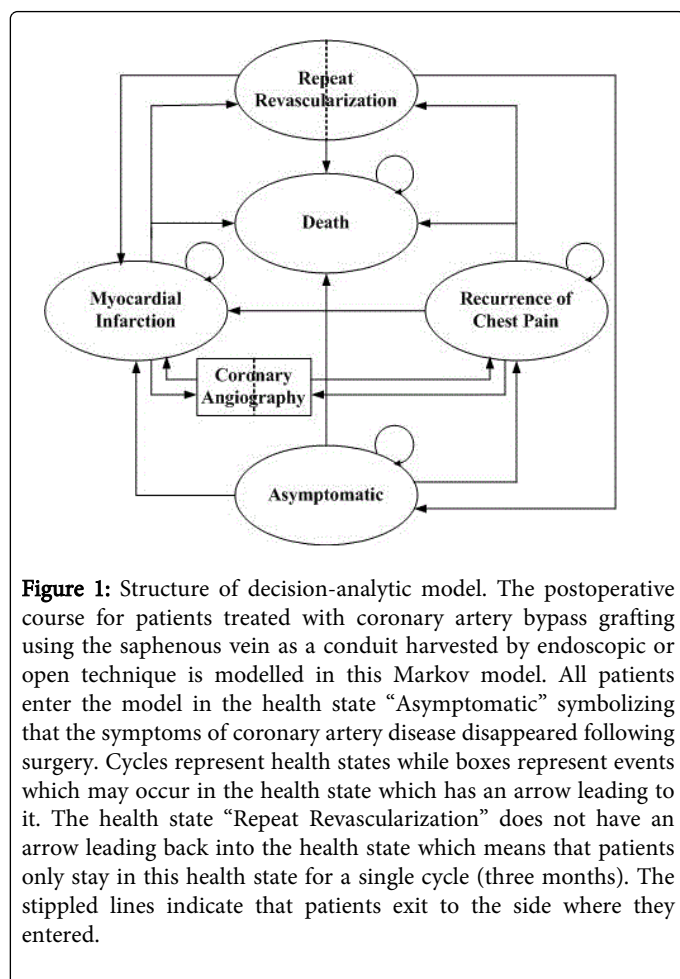 Repeat
Revascularization
Death
Myocardial
Infarction
Recurrence of
Chest Pain
Coronary
Angiography
Asymptomatic
Figure 1: Structure of decision-analytic model. The postoperative
course for patients treated with coronary artery bypass grafting
using the saphenous vein as a conduit harvested by endoscopic or
open technique is modelled in this Markov model. All patients
enter the model in the health state “Asymptomatic” symbolizing
that the symptoms of coronary artery disease disappeared following
surgery. Cycles represent health states while boxes represent events
which may occur in the health state which has an arrow leading to
it. The health state “Repeat Revascularization” does not have an
arrow leading back into the health state which means that patients
only stay in this health state for a single cycle (three months). The
stippled lines indicate that patients exit to the side where they
entered.